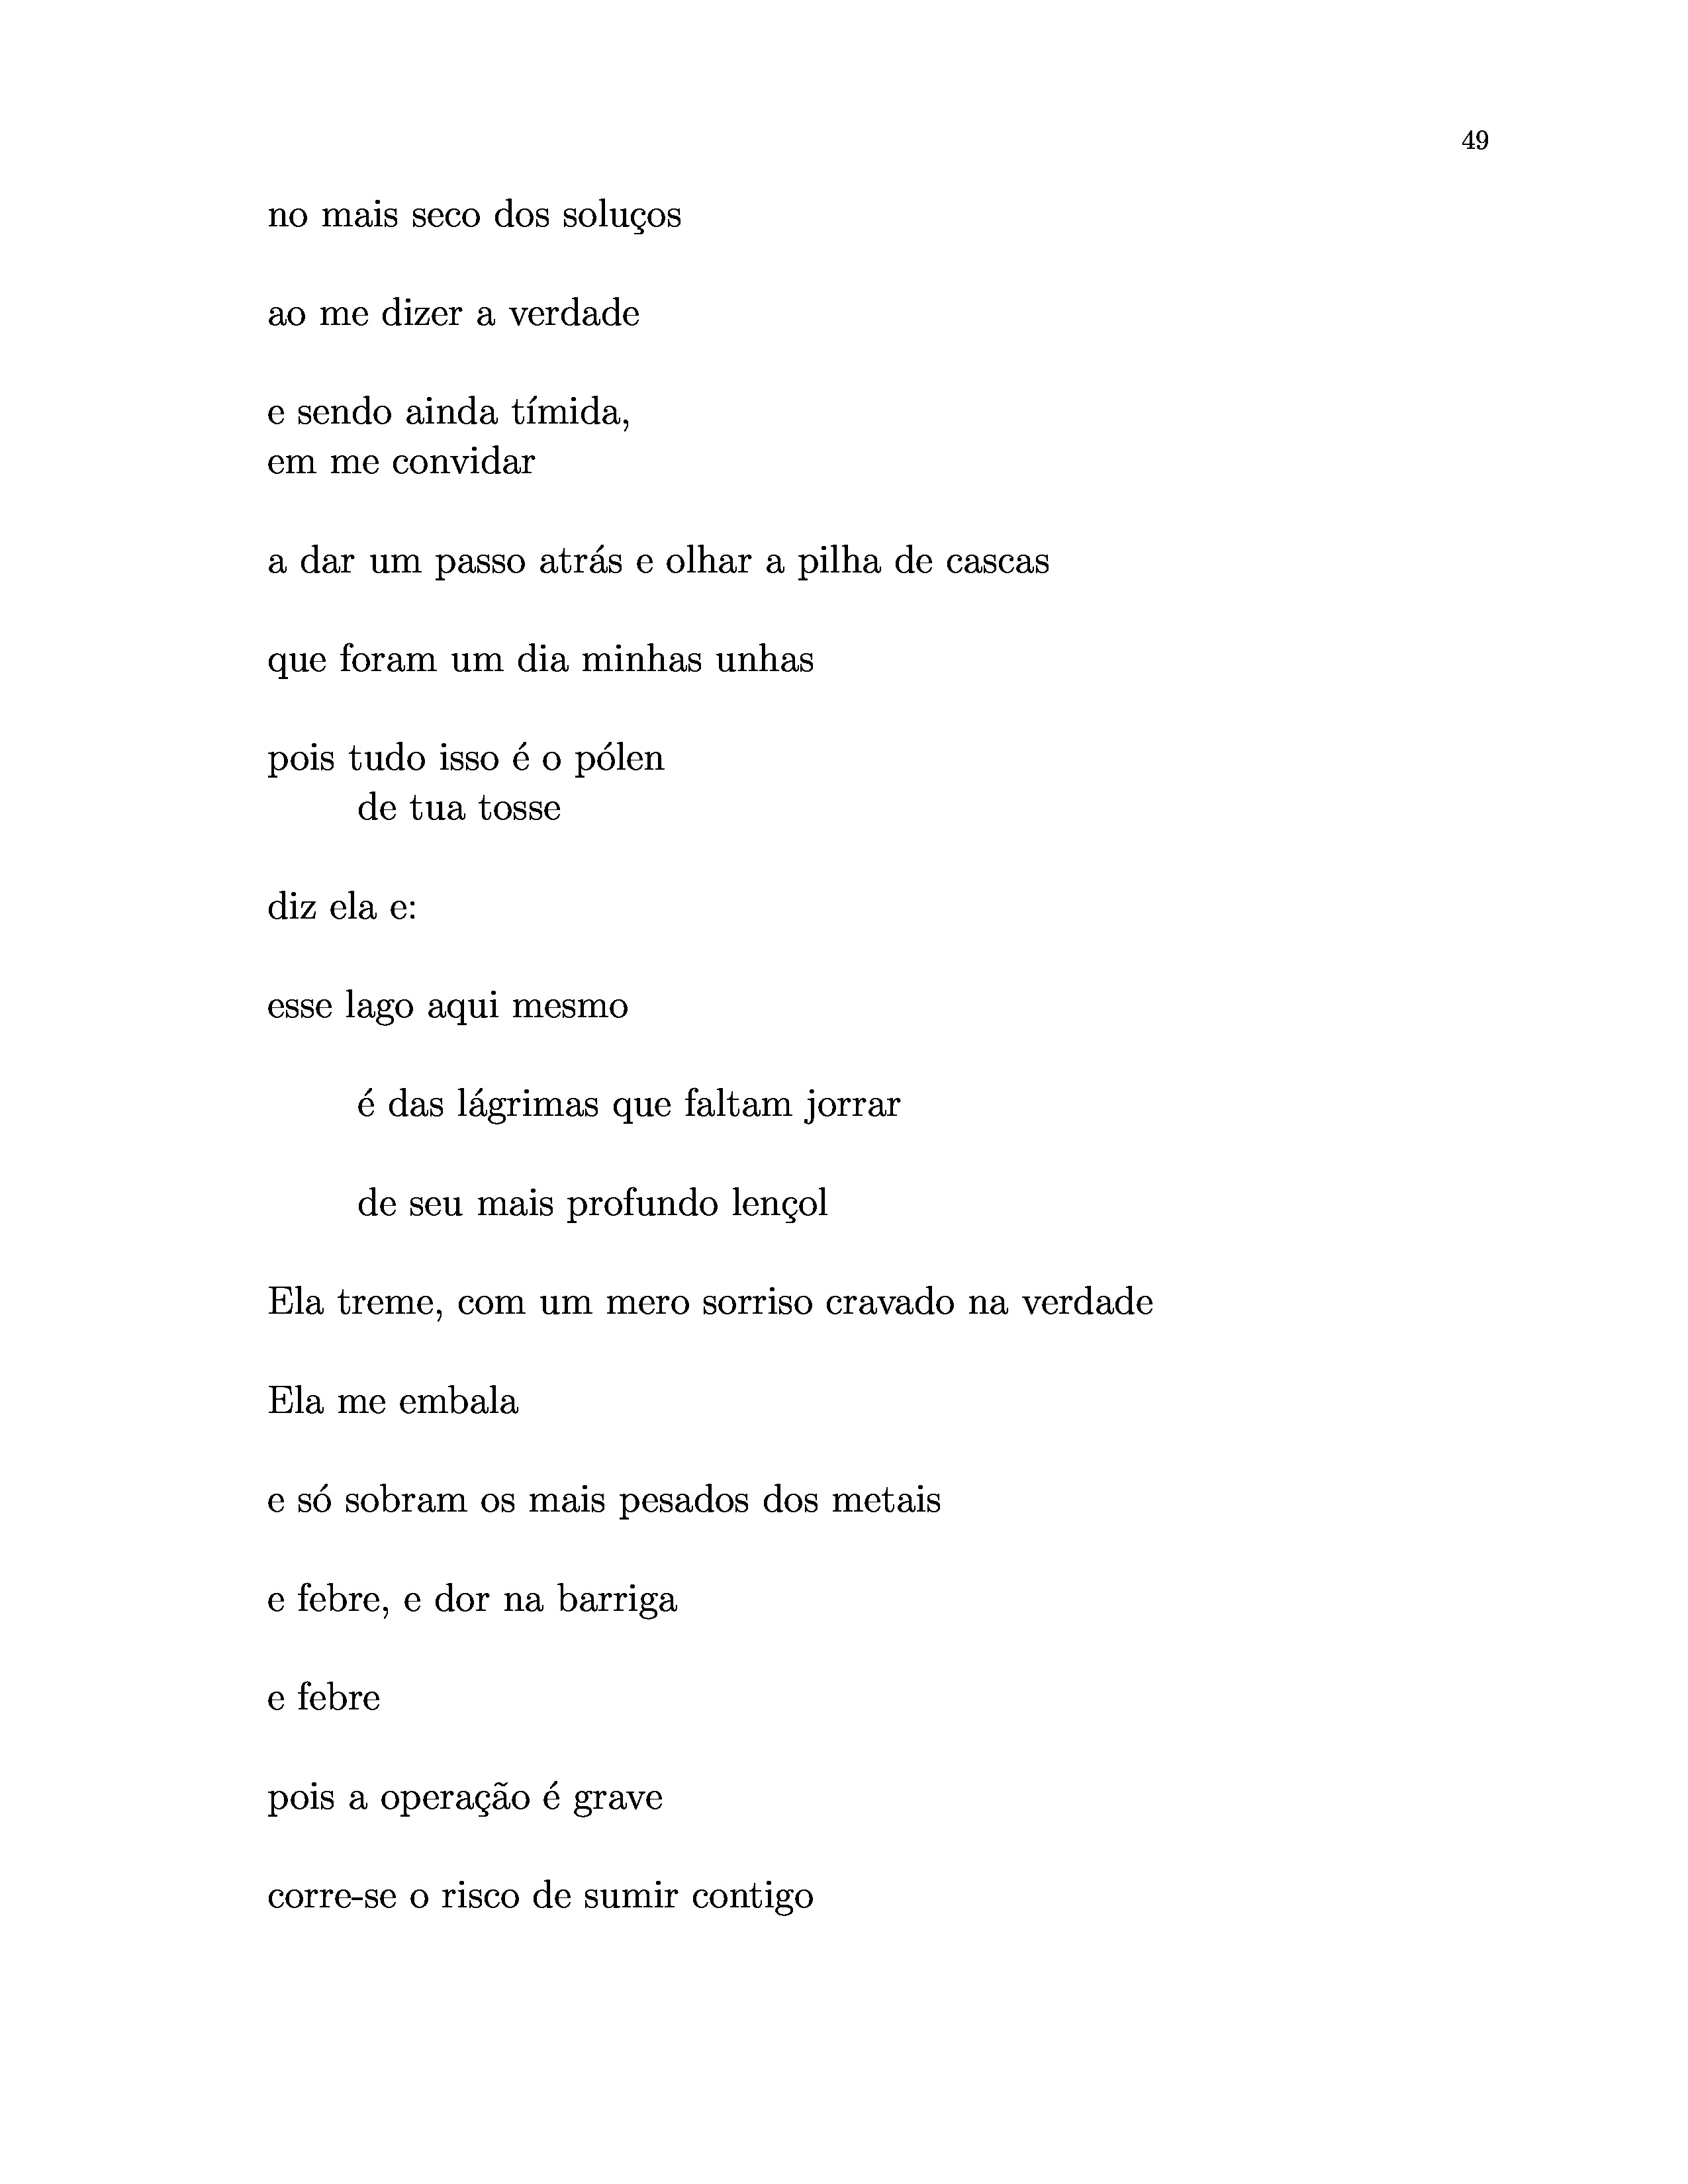 49
no mais seco dos soluços
ao me dizer a verdade
e sendo ainda tímida,
em me convidar
a dar um passo atrás e olhar a pilha de cascas
que foram um dia minhas unhas
pois tudo isso é o pólen
de tua tosse
diz ela e:
esse lago aqui mesmo
é das lágrimas que faltam jorrar
de seu mais profundo lençol
Ela treme, com um mero sorriso cravado na verdade
Ela me embala
e só sobram os mais pesados dos metais
e febre, e dor na barriga
e febre
pois a operação é grave
corre-se o risco de sumir contigo